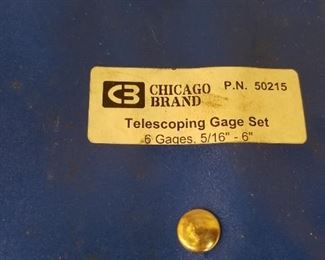 CB CHICAGO P.N. 50215
BRAND
Telescoping Gage Set
6 Gages, 5/16" - 6"